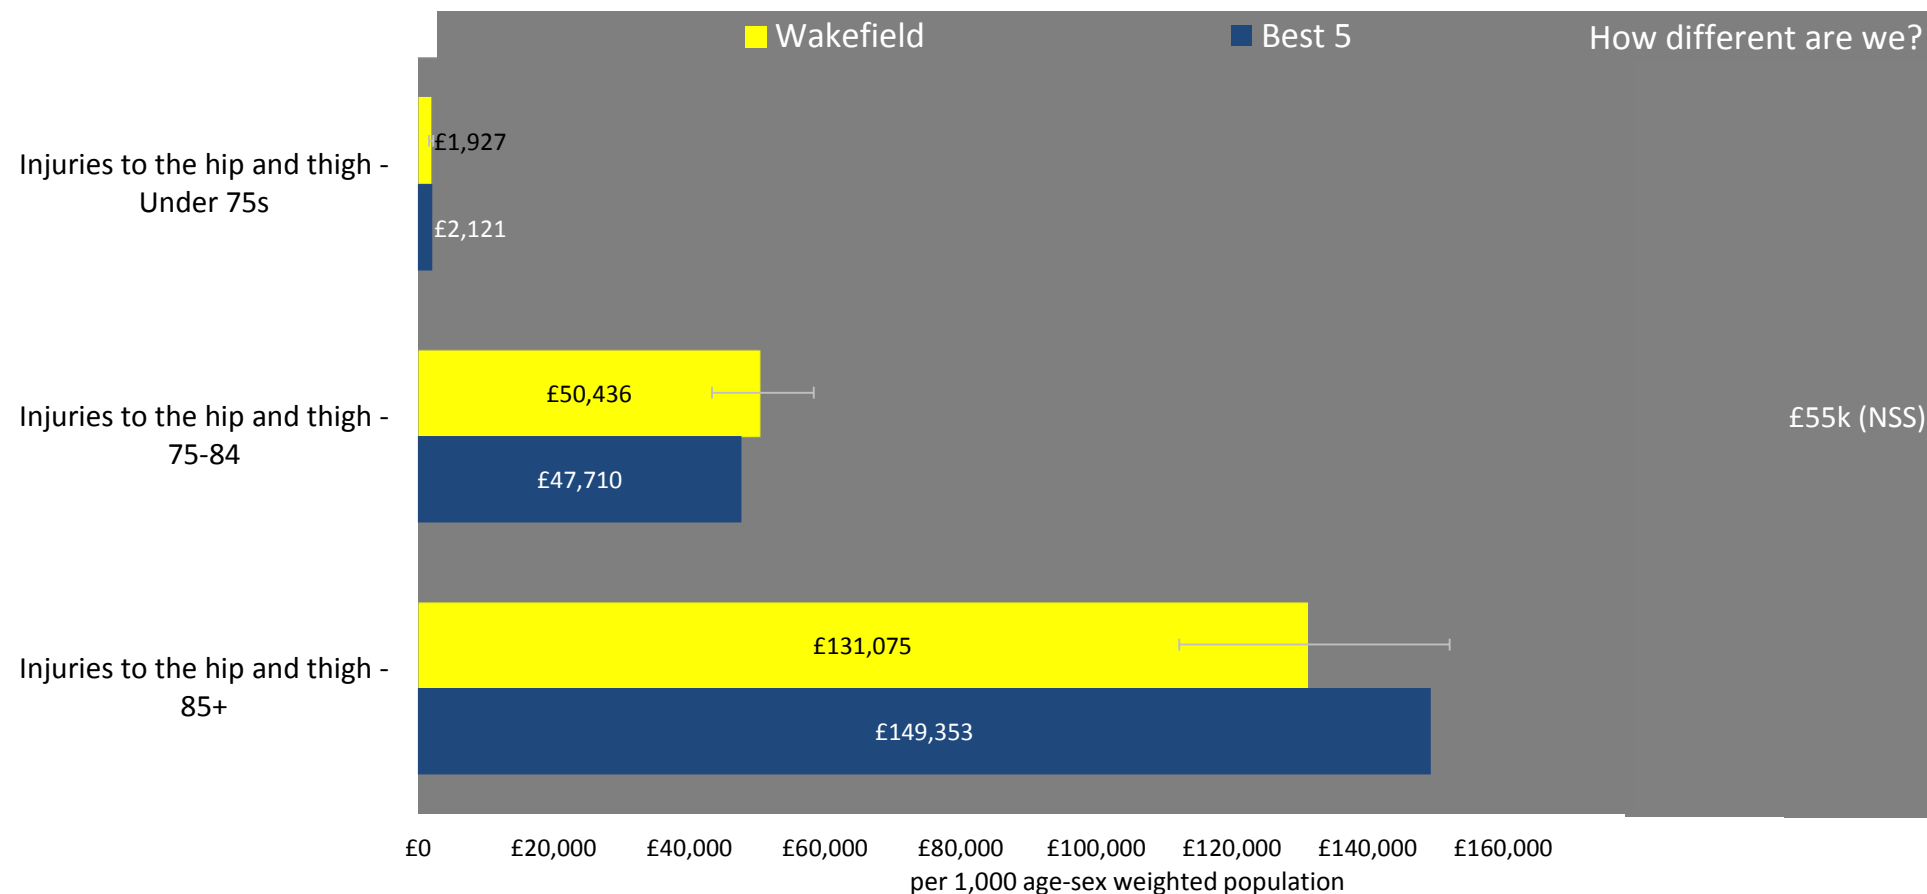 Wakefield Best 5 How different are we?
Injuries to the hip and thigh -
Under 75s
£1,927
£2,121
Injuries to the hip and thigh -
75-84
£50,436
£47,710
£55k (NSS)
Injuries to the hip and thigh -
85+
£131,075
£149,353
£0 £20,000 £40,000 £60,000 £80,000 £100,000 £120,000 £140,000 £160,000
per 1,000 age-sex weighted population